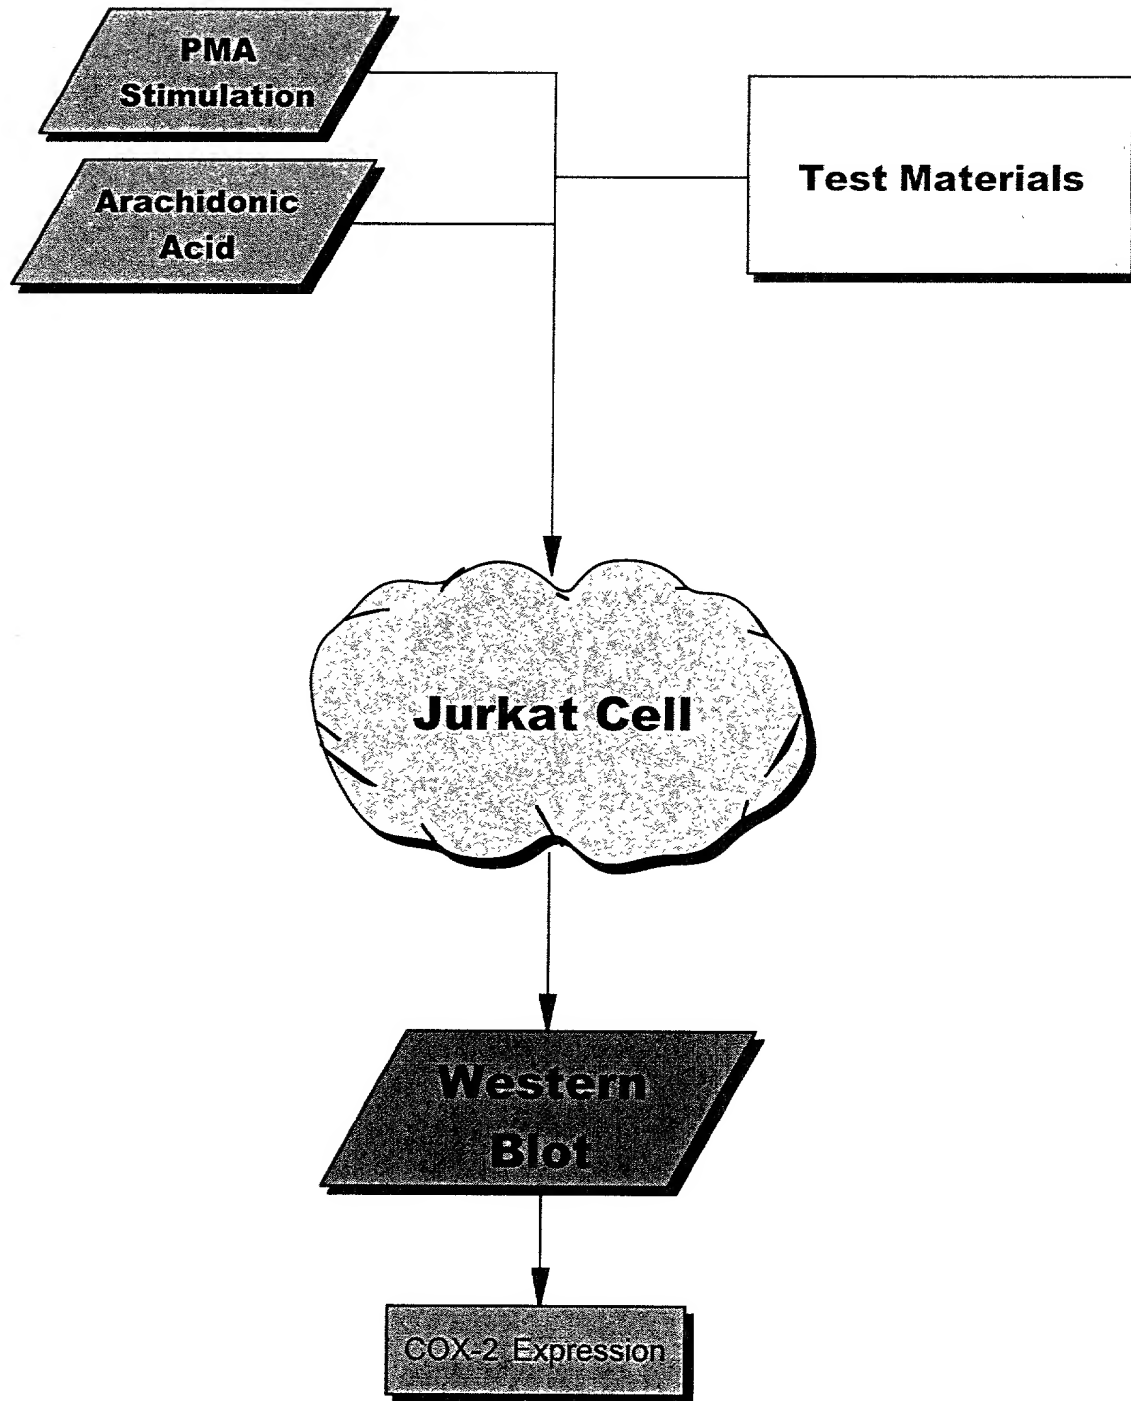 PMA
Stimulation
Arachidonic
Acid
Test Materials
Jurkat Cell
Western
Blot
COX-2 Expression